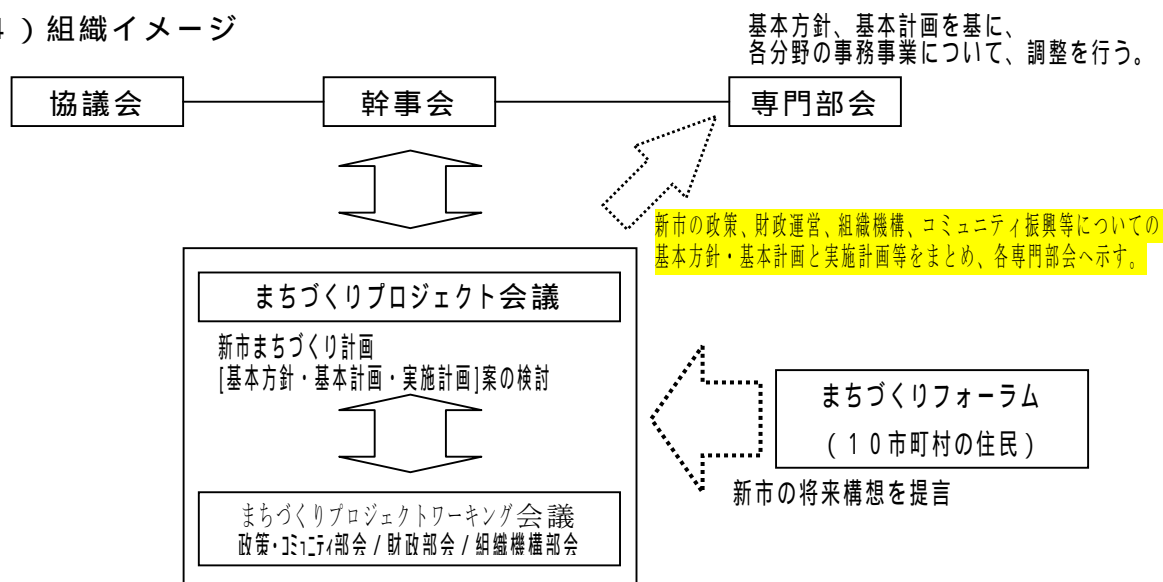 ４）組織イメージ
基本方針、基本計画を基に、
各分野の事務事業について、調整を行う。
協議会
幹事会
専門部会
新市の政策、財政運営、組織機構、コミュニティ振興等についての
基本方針・基本計画と実施計画等をまとめ、各専門部会へ示す。
まちづくりプロジェクト会議
新市まちづくり計画
[基本方針・基本計画・実施計画]案の検討
まちづくりフォーラム
（１０市町村の住民）
新市の将来構想を提言
まちづくりプロジェクトワーキング会議
政策・ｺﾐｭﾆﾃｨ部会／財政部会／組織機構部会